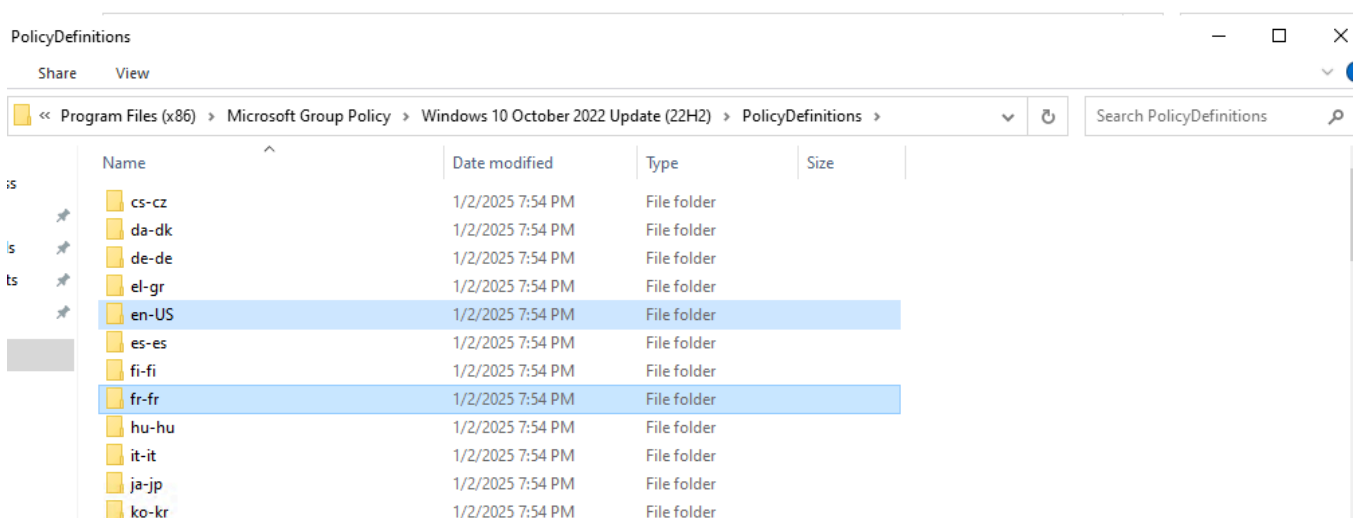 PolicyDefinitions
Share View
« Program Files (x86) > Microsoft Group Policy > Windows 10 October 2022 Update (22H2) > PolicyDefinitions > Search PolicyDefinitions
Name Date modified Type Size
ss
cs-cz 1/2/2025 7:54 PM File folder
da-dk 1/2/2025 7:54 PM File folder
ls
de-de 1/2/2025 7:54 PM File folder
ts
el-gr 1/2/2025 7:54 PM File folder
en-US 1/2/2025 7:54 PM File folder
es-es 1/2/2025 7:54 PM File folder
fi-fi 1/2/2025 7:54 PM File folder
fr-fr 1/2/2025 7:54 PM File folder
hu-hu 1/2/2025 7:54 PM File folder
it-it 1/2/2025 7:54 PM File folder
ja-jp 1/2/2025 7:54 PM File folder
ko-kr 1/2/2025 7:54 PM File folder